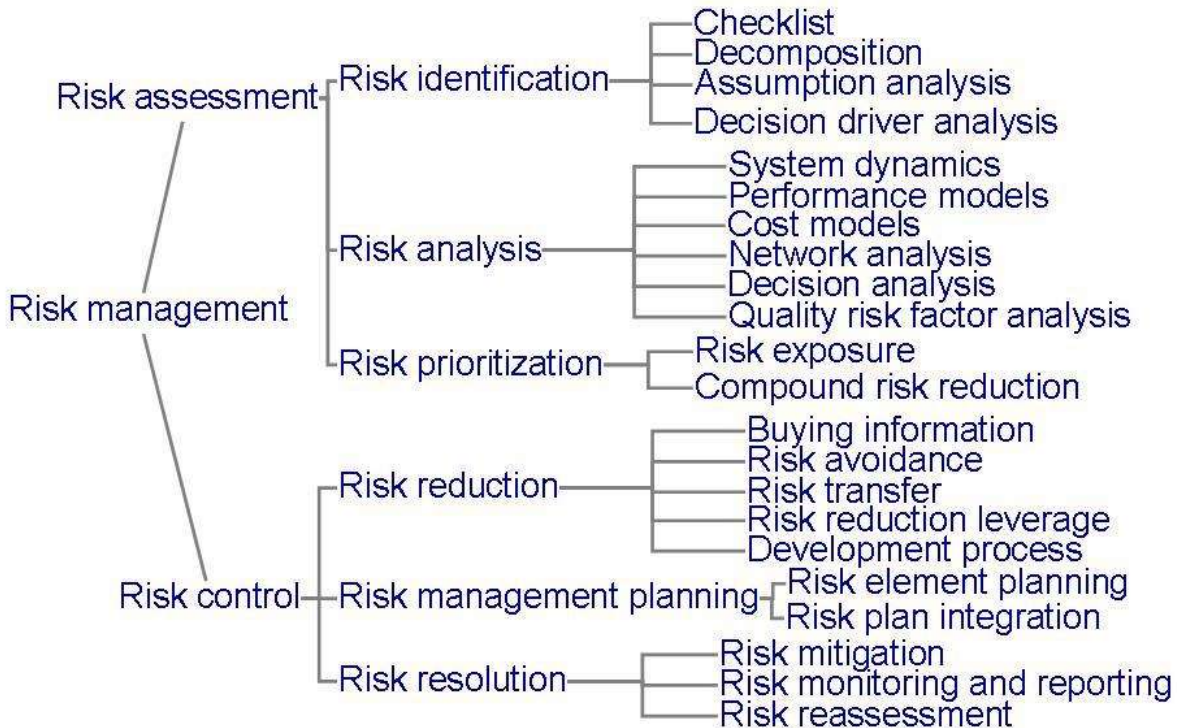 Checklist
Decomposition
Risk identification
Assumption analysis
Risk assessment
Decision driver analysis
System dynamics
Performance models
Cost models
Risk analysis
Network analysis
Decision analysis
Risk management
Quality risk factor analysis
Risk exposure
Risk prioritization
Compound risk reduction
Buying information
Risk avoidance
Risk reduction
Risk transfer
Risk reduction leverage
Development process
Risk element planning
Risk control
Risk management planning
Risk plan integration
Risk mitigation
Risk resolution
Risk monitoring and reporting
Risk reassessment